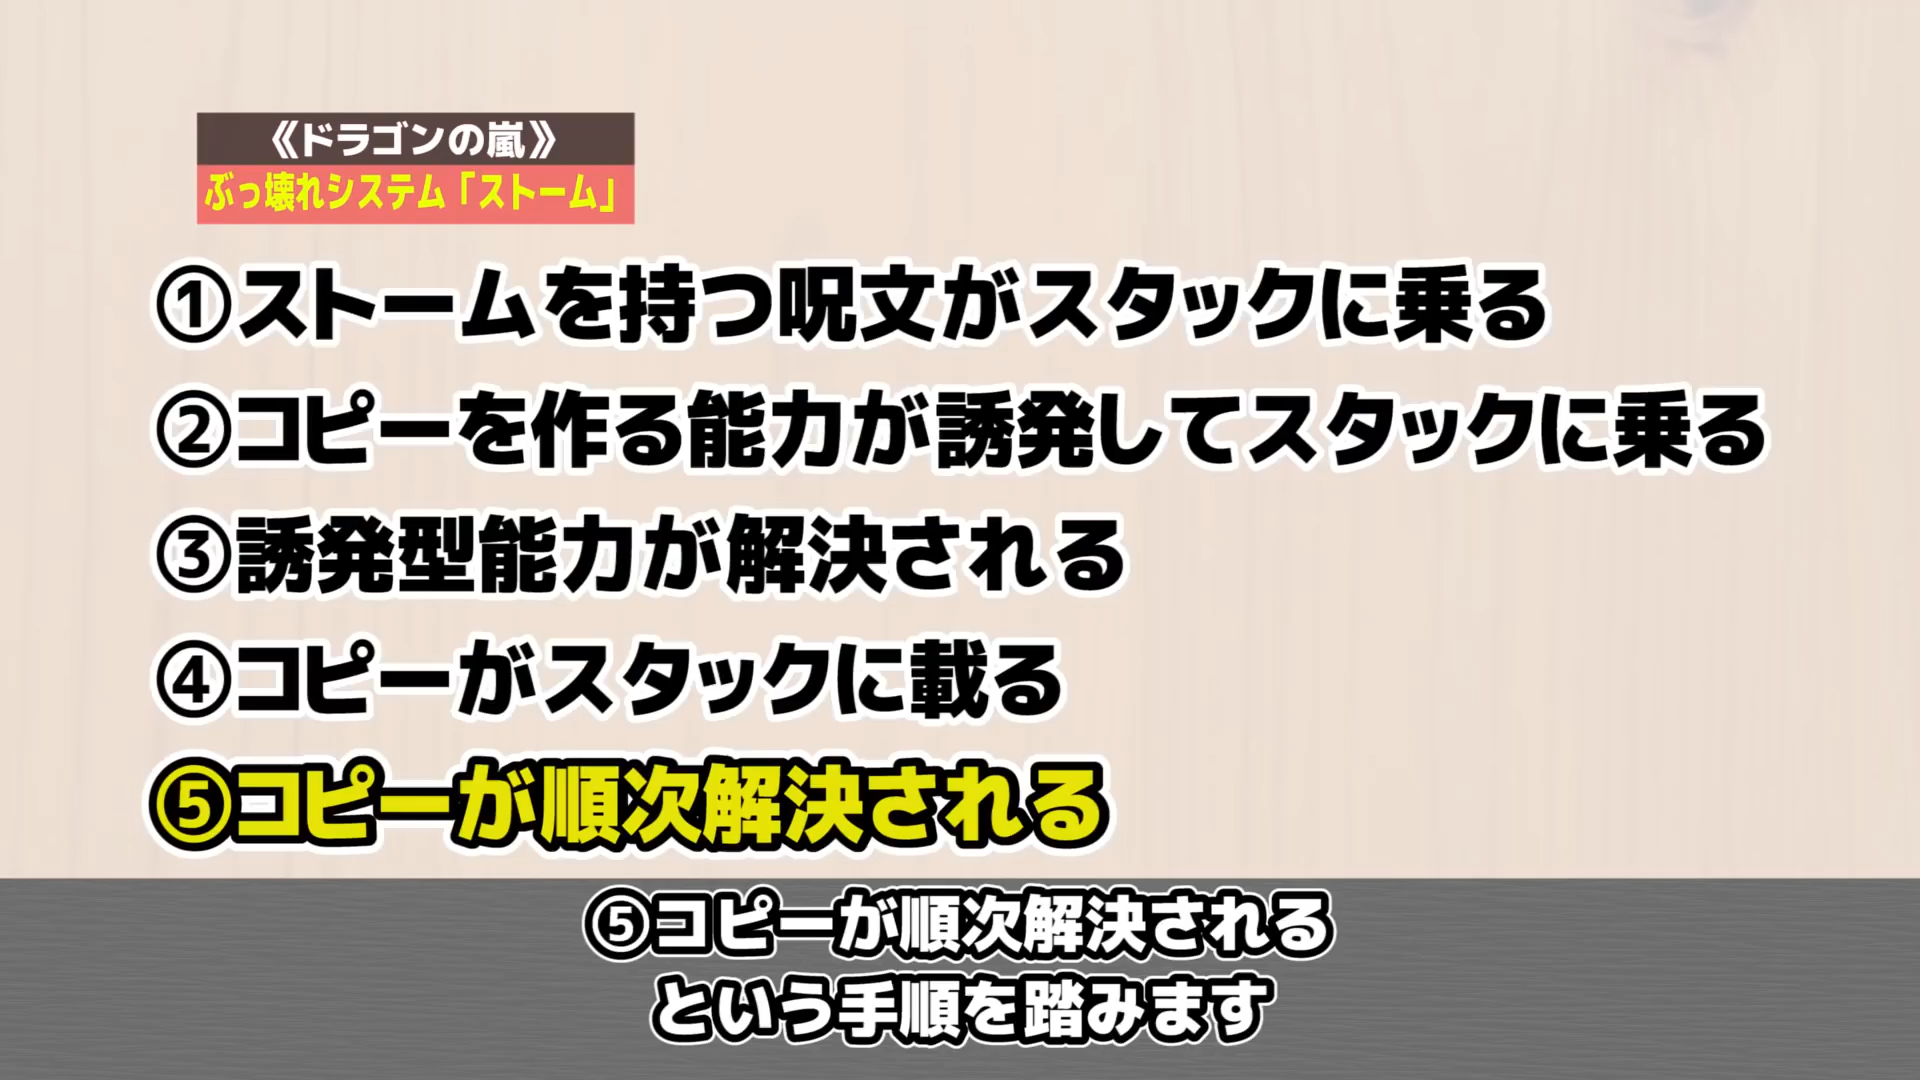 《ドラゴンの嵐》
ぶっ壊れシステム「ストーム」
①ストームを持つ呪文がスタックに乗る
②コピーを作る能力が誘発してスタックに乗る
③誘発型能力が解決される
④コピーがスタックに載る
⑤コピーが順次解決される
⑤コピーが順次解決される
という手順を踏みます